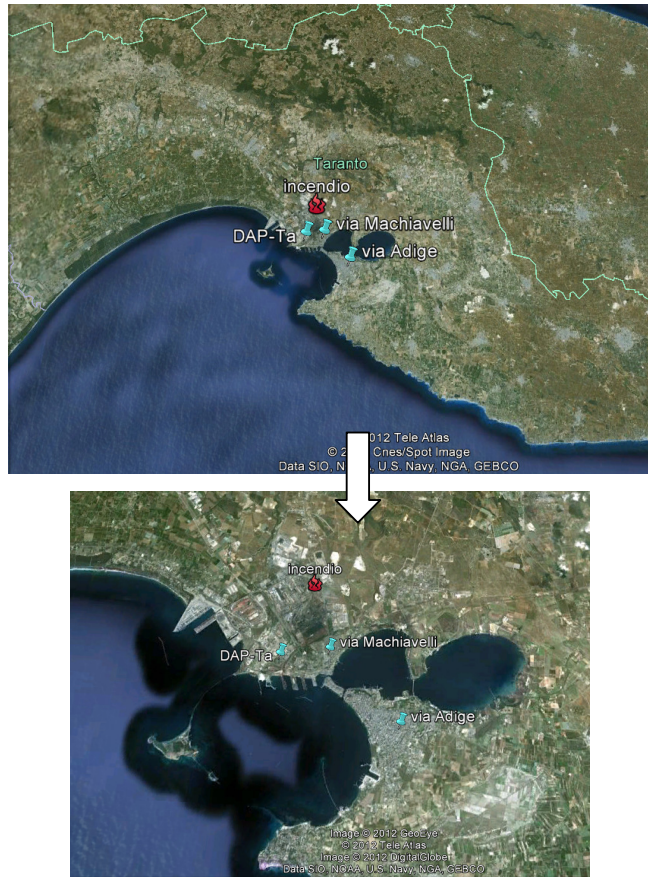 Taranto
incendio
via Machiavelli
DAP-Ta
via Adige
2012 Tele Atlas
© Cnes/Spot Image
Data SIO, U.S. Navy, NGA, GEBCO
incendio
via Machiavelli
DAP-Ta
via Adige
Image © 2012 GeoEye
© 2012 Tele Atlas
Image © 2012 DigitalGlobe
Data SIO, NOAA, U.S. Navy, NGA, GEBCO